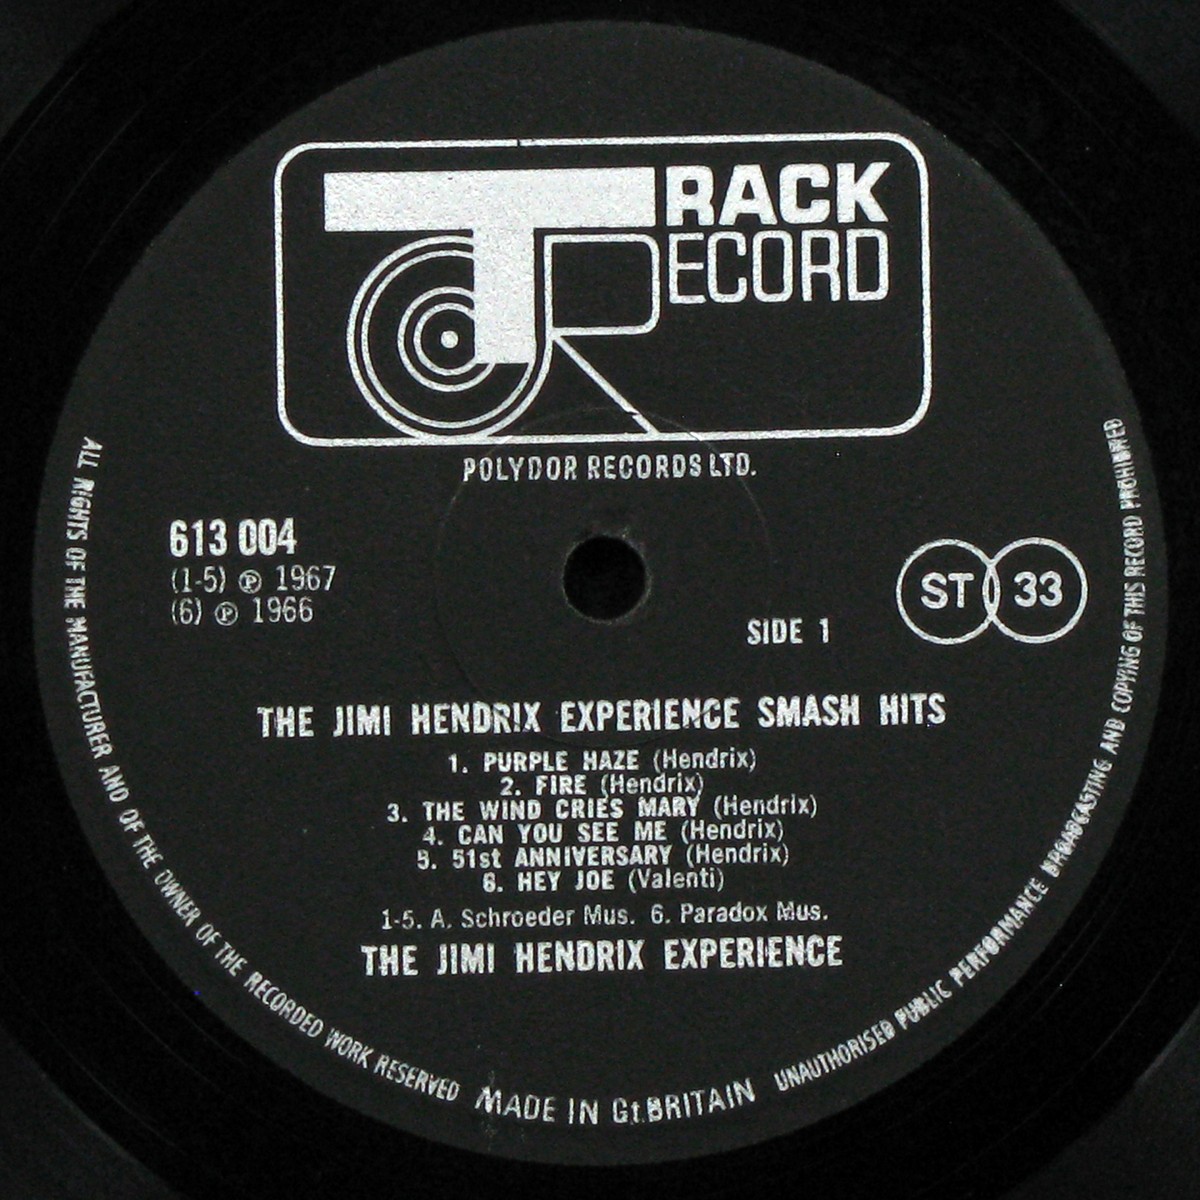 TRACK
RECORD
POLYDOR RECORDS LTD.
613 004
(1-5) ℗ 1967
(6) ℗ 1966
ST 33
SIDE 1
THE JIMI HENDRIX EXPERIENCE SMASH HITS
1. PURPLE HAZE (Hendrix)
2. FIRE (Hendrix)
3. THE WIND CRIES MARY (Hendrix)
4. CAN YOU SEE ME (Hendrix)
5. 51st ANNIVERSARY (Hendrix)
6. HEY JOE (Valenti)
1-5. A. Schroeder Mus. 6. Paradox Mus.
THE JIMI HENDRIX EXPERIENCE
ALL RIGHTS OF THE MANUFACTURER AND OF THE OWNER OF THE RECORDED WORK RESERVED
MADE IN Gt.BRITAIN
UNAUTHORISED PUBLIC PERFORMANCE BROADCASTING AND COPYING OF THIS RECORD PROHIBITED